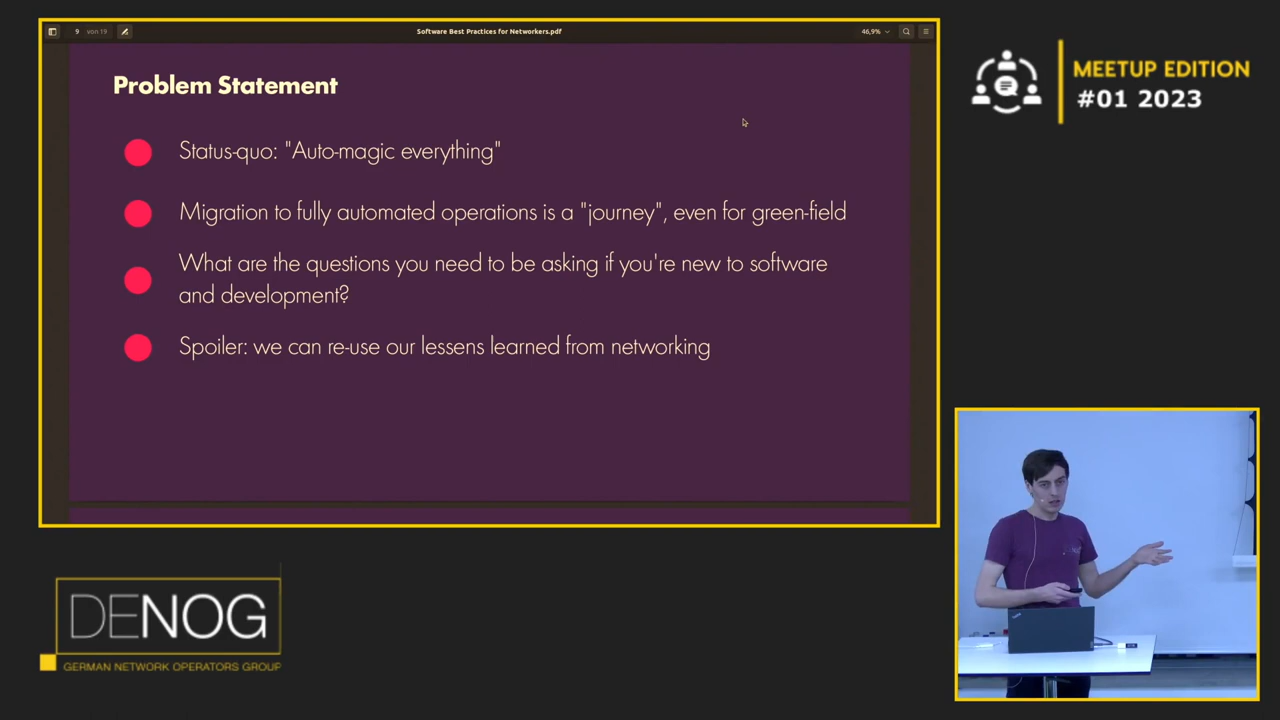 9 von 19
Software Best Practices for Networkers.pdf
46,9%
Problem Statement
Status-quo: "Auto-magic everything"
Migration to fully automated operations is a "journey", even for green-field
What are the questions you need to be asking if you're new to software
and development?
Spoiler: we can re-use our lessens learned from networking
MEETUP EDITION
#01 2023
DENOG
GERMAN NETWORK OPERATORS GROUP